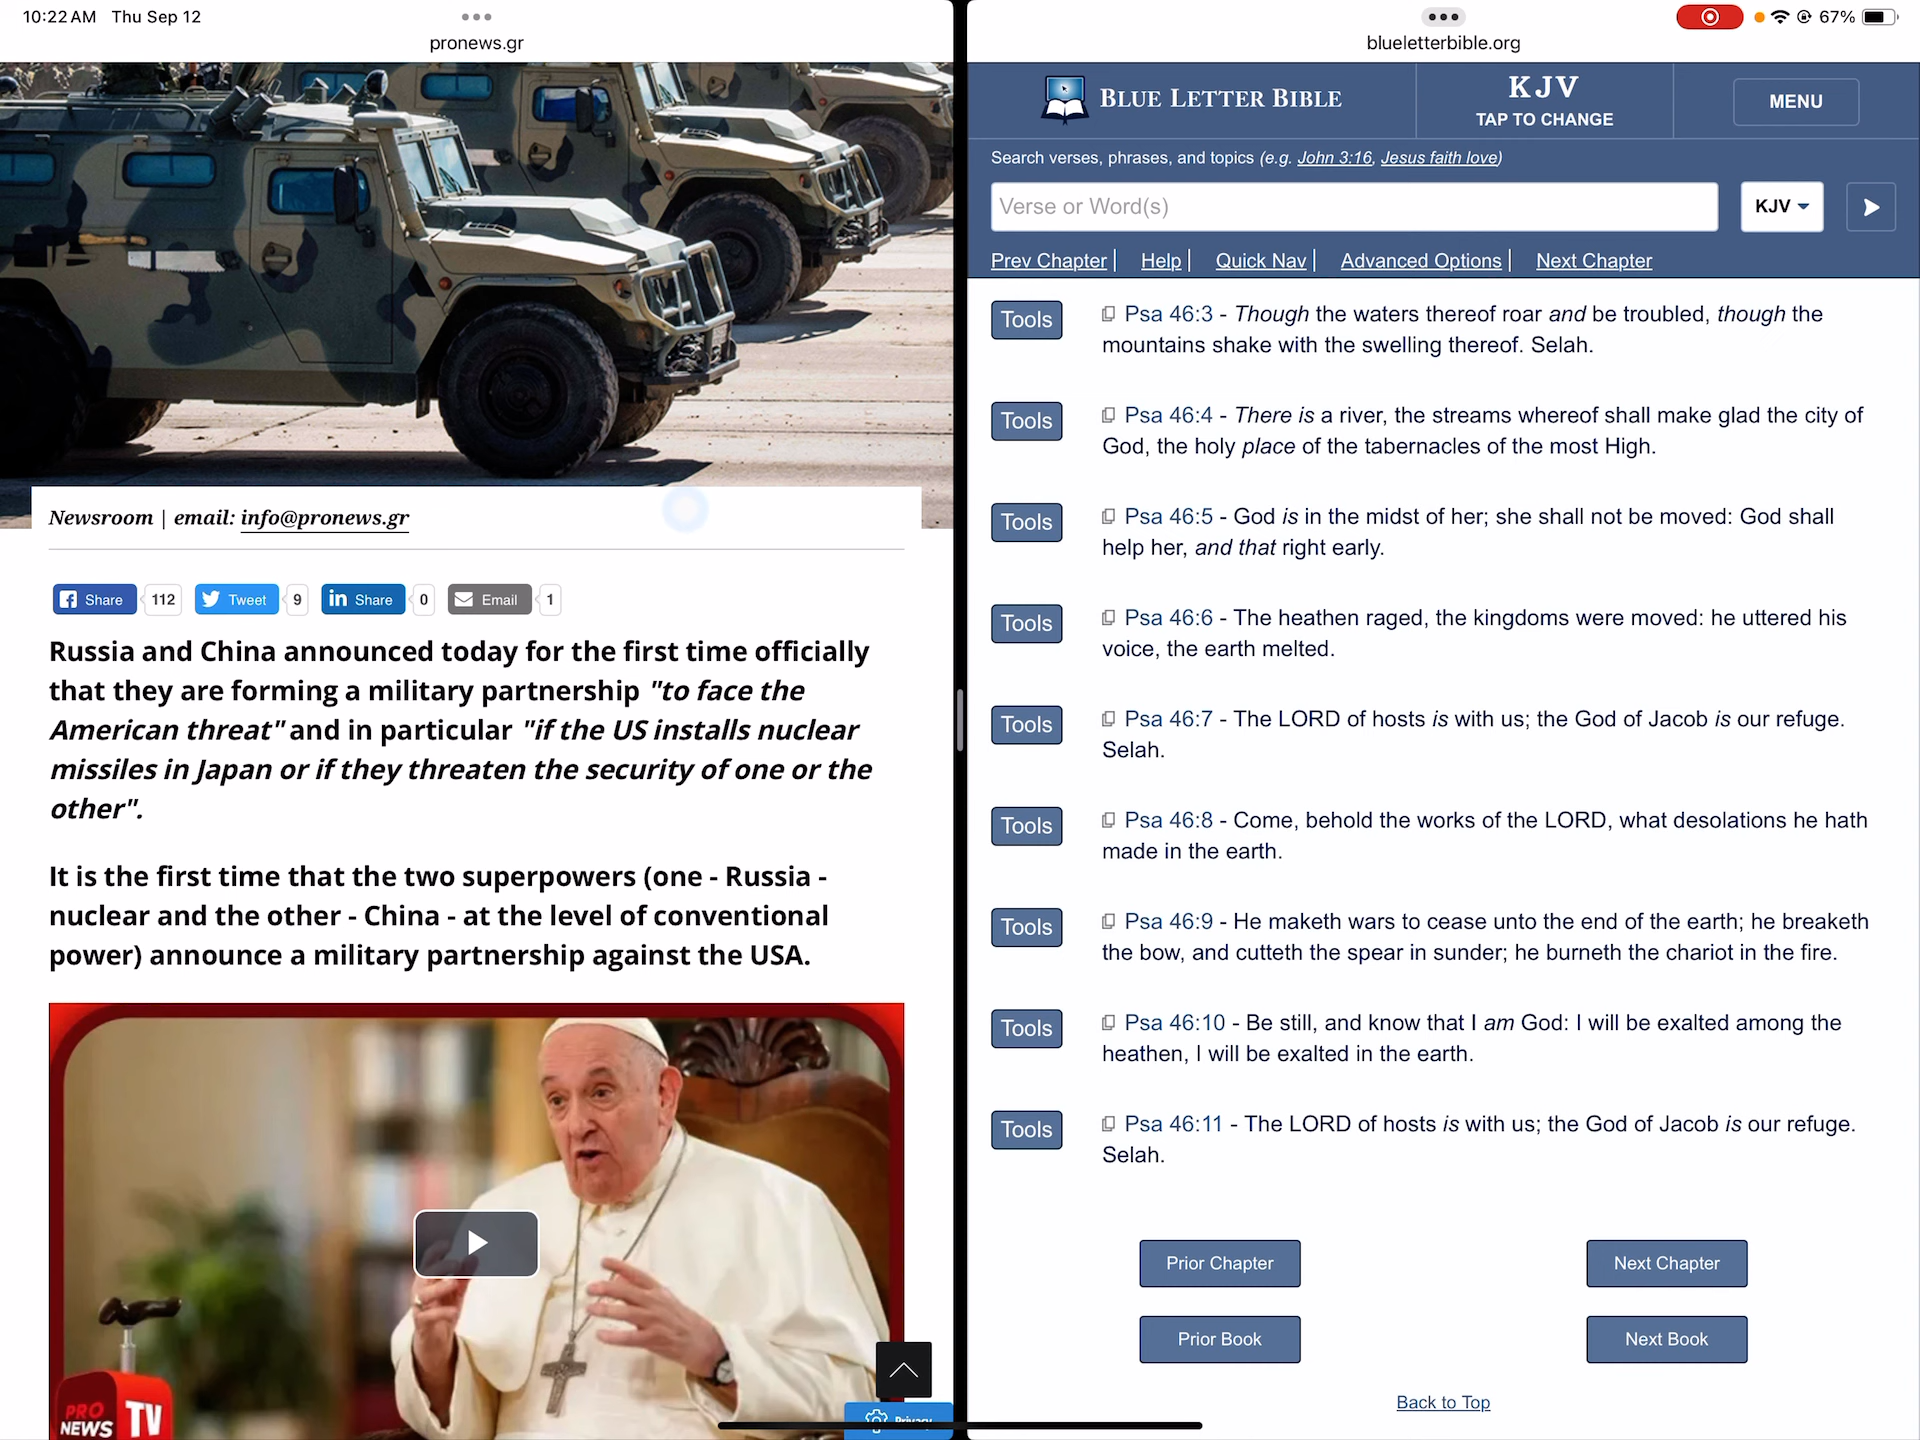 10:22 AM Thu Sep 12
pronews.gr
Newsroom | email: info@pronews.gr
Share 112 Tweet 9 Share 0 Email 1
Russia and China announced today for the first time officially
that they are forming a military partnership "to face the
American threat" and in particular "if the US installs nuclear
missiles in Japan or if they threaten the security of one or the
other".
It is the first time that the two superpowers (one - Russia -
nuclear and the other - China - at the level of conventional
power) announce a military partnership against the USA.
PRO
NEWS TV
Privacy
67%
blueletterbible.org
BLUE LETTER BIBLE
KJV
TAP TO CHANGE
MENU
Search verses, phrases, and topics (e.g. John 3:16, Jesus faith love)
Verse or Word(s)
KJV
Prev Chapter | Help | Quick Nav | Advanced Options | Next Chapter
Tools Psa 46:3 - Though the waters thereof roar and be troubled, though the
mountains shake with the swelling thereof. Selah.
Tools Psa 46:4 - There is a river, the streams whereof shall make glad the city of
God, the holy place of the tabernacles of the most High.
Tools Psa 46:5 - God is in the midst of her; she shall not be moved: God shall
help her, and that right early.
Tools Psa 46:6 - The heathen raged, the kingdoms were moved: he uttered his
voice, the earth melted.
Tools Psa 46:7 - The LORD of hosts is with us; the God of Jacob is our refuge.
Selah.
Tools Psa 46:8 - Come, behold the works of the LORD, what desolations he hath
made in the earth.
Tools Psa 46:9 - He maketh wars to cease unto the end of the earth; he breaketh
the bow, and cutteth the spear in sunder; he burneth the chariot in the fire.
Tools Psa 46:10 - Be still, and know that I am God: I will be exalted among the
heathen, I will be exalted in the earth.
Tools Psa 46:11 - The LORD of hosts is with us; the God of Jacob is our refuge.
Selah.
Prior Chapter Next Chapter
Prior Book Next Book
Back to Top